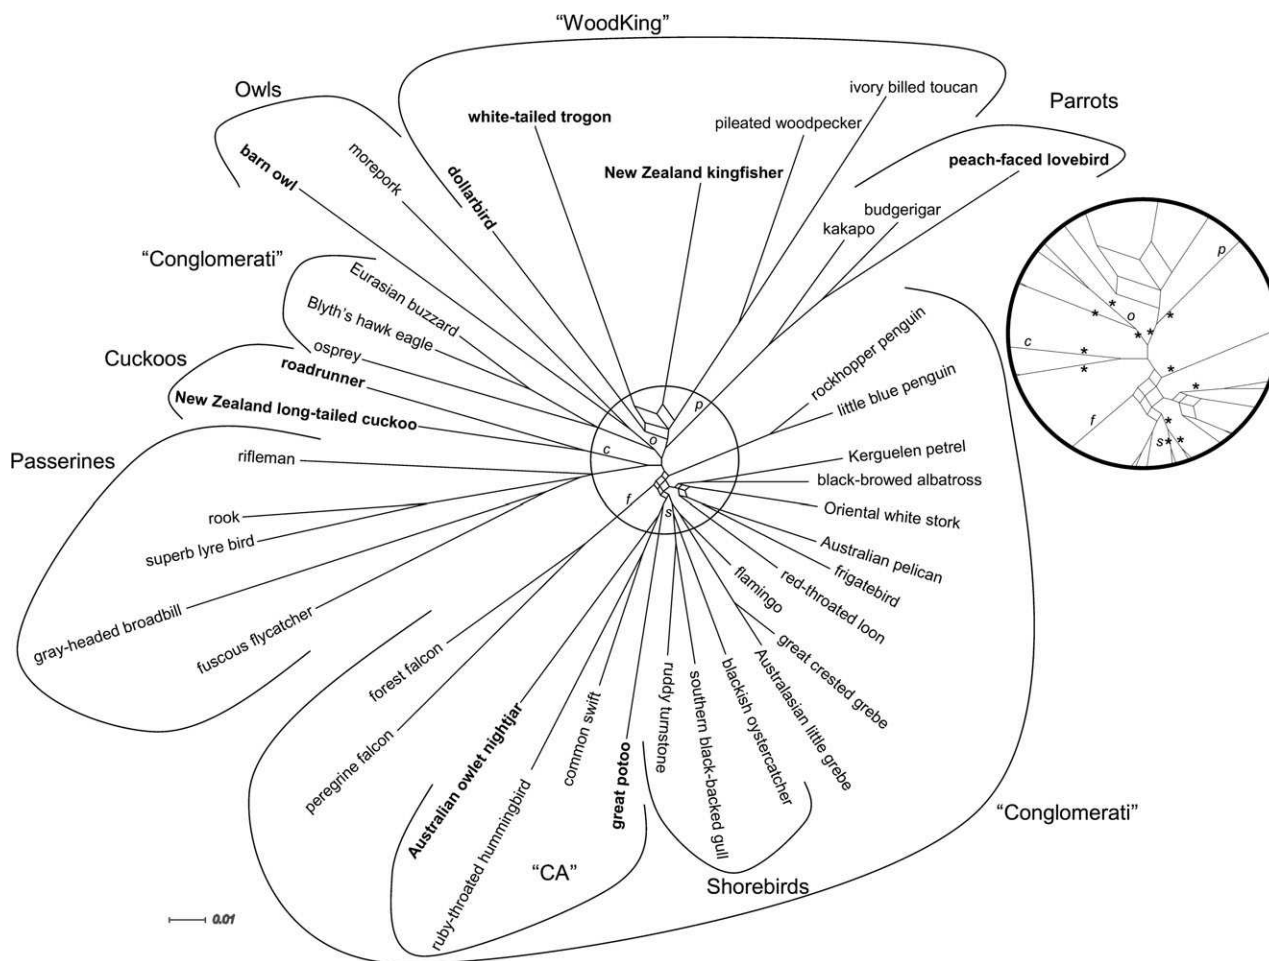 “WoodKing”
Owls
ivory billed toucan
Parrots
white-tailed trogon
pileated woodpecker
barn owl
morepork
dollarbird
New Zealand kingfisher
peach-faced lovebird
budgerigar
kakapo
“Conglomerati”
Eurasian buzzard
Blyth’s hawk eagle
osprey
Cuckoos
roadrunner
New Zealand long-tailed cuckoo
Passerines
rifleman
rook
superb lyre bird
gray-headed broadbill
fuscous flycatcher
forest falcon
peregrine falcon
Australian owlet nightjar
ruby-throated hummingbird
common swift
great potoo
“CA”
ruddy turnstone
southern black-backed gull
blackish oystercatcher
Shorebirds
Australasian little grebe
great crested grebe
flamingo
red-throated loon
frigatebird
Australian pelican
Oriental white stork
black-browed albatross
Kerguelen petrel
little blue penguin
rockhopper penguin
“Conglomerati”
p
o
c
f
s
p
*
*
o
*
*
*
c
*
*
*
*
f
*
s
*
*
0.01